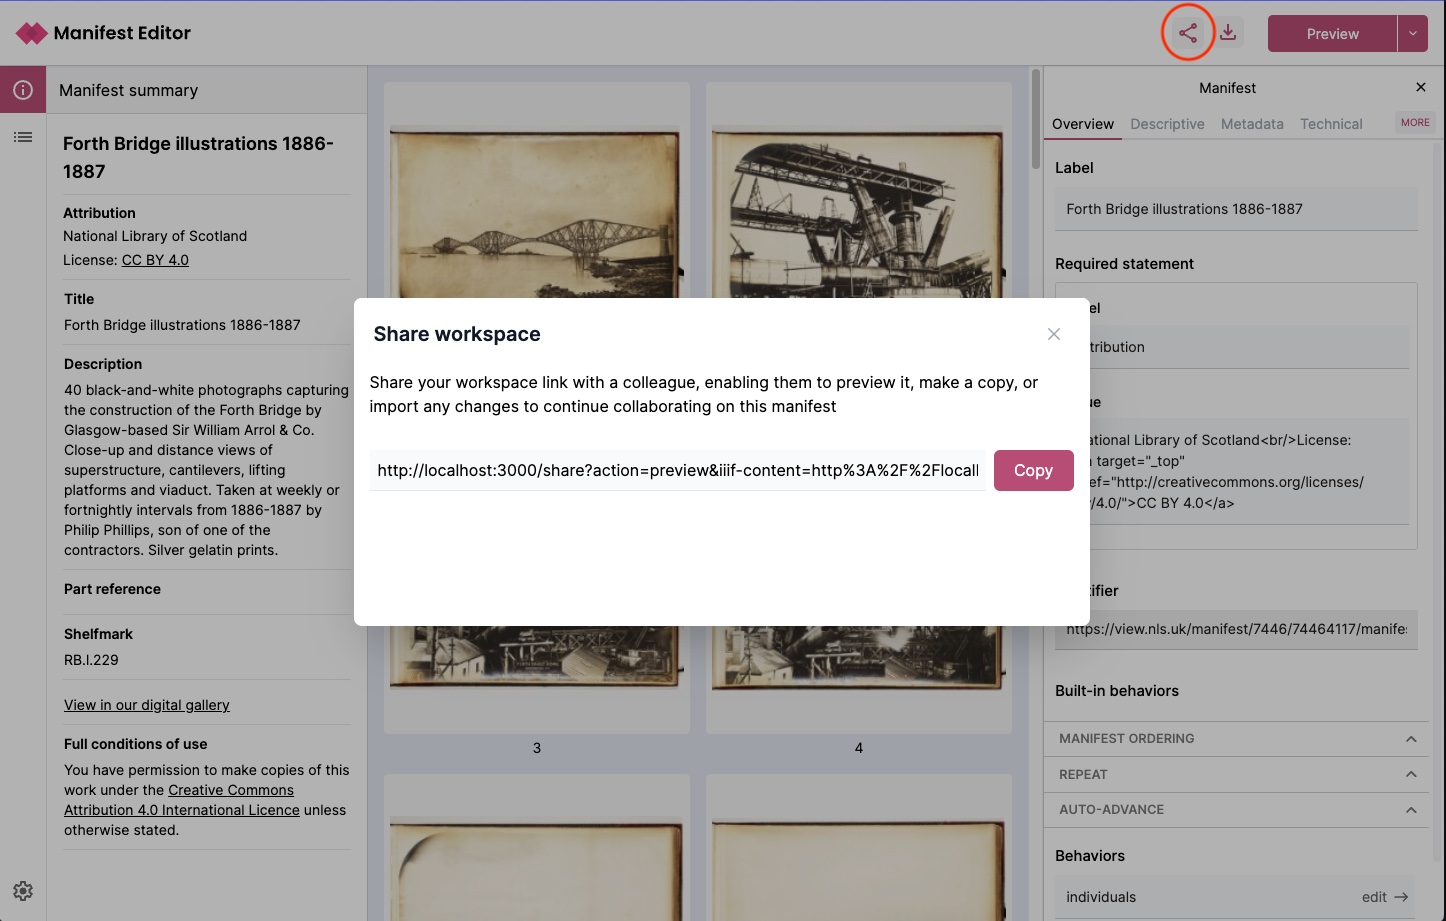 Manifest Editor
Preview
Manifest summary
Forth Bridge illustrations 1886-
1887
Attribution
National Library of Scotland
License: CC BY 4.0
Title
Forth Bridge illustrations 1886-1887
Description
40 black-and-white photographs capturing
the construction of the Forth Bridge by
Glasgow-based Sir William Arrol & Co.
Close-up and distance views of
superstructure, cantilevers, lifting
platforms and viaduct. Taken at weekly or
fortnightly intervals from 1886-1887 by
Philip Phillips, son of one of the
contractors. Silver gelatin prints.
Part reference
Shelfmark
RB.l.229
View in our digital gallery
Full conditions of use
You have permission to make copies of this
work under the Creative Commons
Attribution 4.0 International Licence unless
otherwise stated.
3
4
Share workspace
Share your workspace link with a colleague, enabling them to preview it, make a copy, or
import any changes to continue collaborating on this manifest
http://localhost:3000/share?action=preview&iiif-content=http%3A%2F%2Flocall
Copy
Manifest
Overview
Descriptive
Metadata
Technical
MORE
Label
Forth Bridge illustrations 1886-1887
Required statement
el
tribution
ue
ational Library of Scotland<br/>License:
target="_top"
ef="http://creativecommons.org/licenses/
/4.0/">CC BY 4.0</a>
tifier
https://view.nls.uk/manifest/7446/74464117/manifes
Built-in behaviors
MANIFEST ORDERING
REPEAT
AUTO-ADVANCE
Behaviors
individuals
edit →